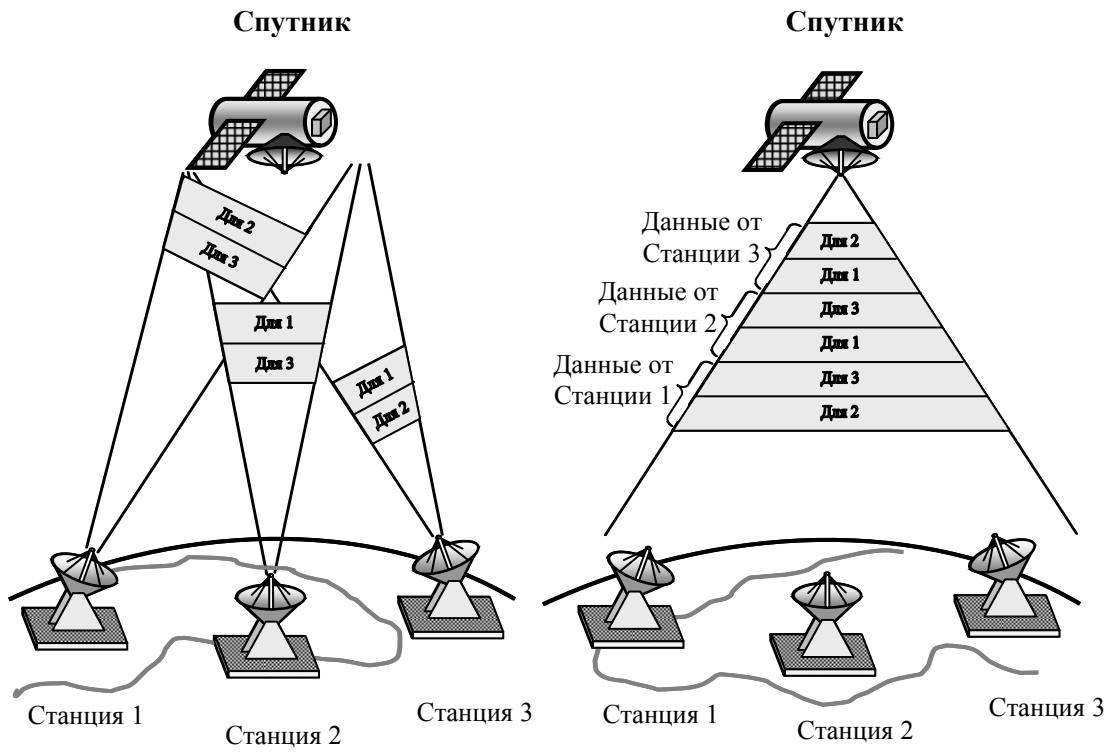 Спутник
Для 2
Для 3
Для 1
Для 3
Для 1
Для 2
Станция 1
Станция 2
Станция 3
Спутник
Данные от
Станции 3
Данные от
Станции 2
Данные от
Станции 1
Для 2
Для 1
Для 3
Для 1
Для 3
Для 2
Станция 1
Станция 2
Станция 3